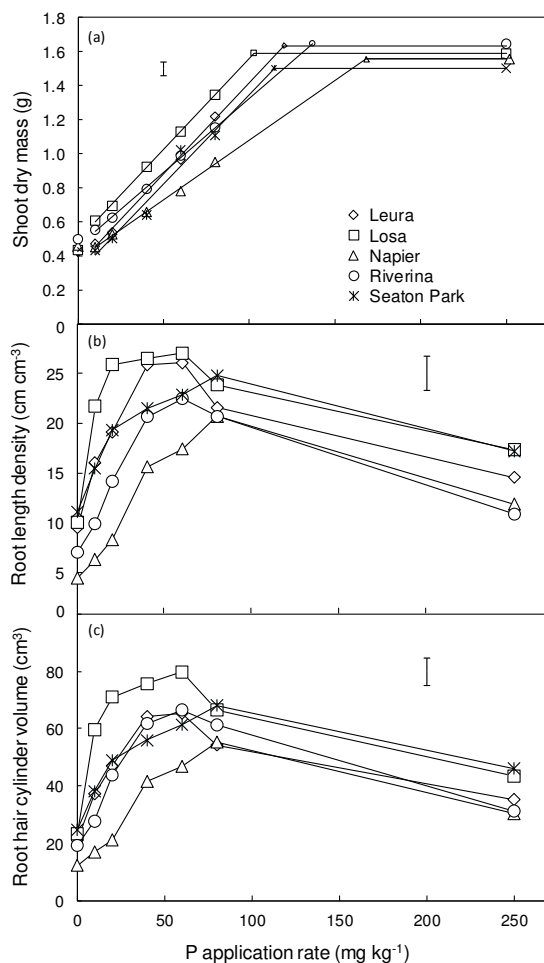 1.8
(a)
1.6
1.4
1.2
1.0
0.8
0.6
0.4
0.2
0
Shoot dry mass (g)
Leura
Losa
Napier
Riverina
Seaton Park
(b)
25
20
15
10
5
0
Root length density (cm cm⁻³)
(c)
80
60
40
20
0
Root hair cylinder volume (cm³)
0 50 100 150 200 250
P application rate (mg kg⁻¹)